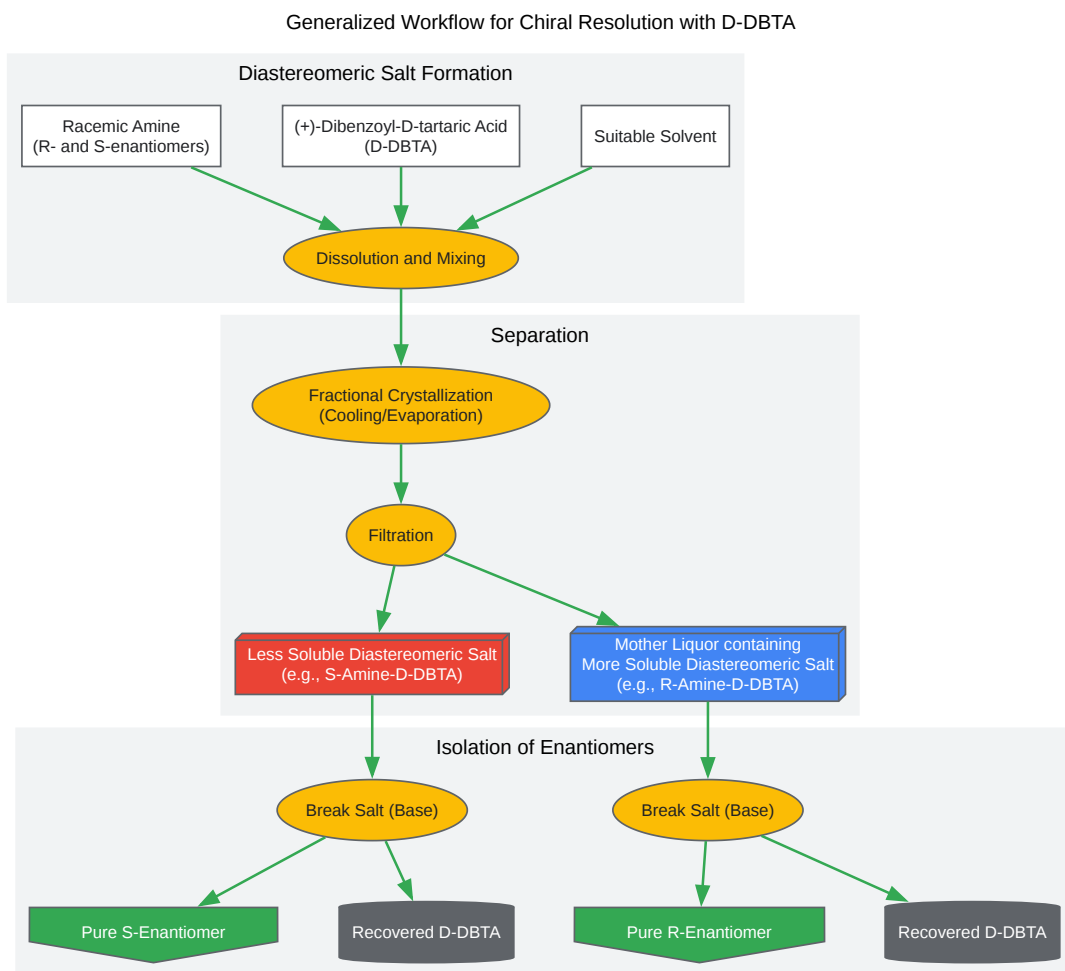 Generalized Workflow for Chiral Resolution with D-DBTA
Diastereomeric Salt Formation
Racemic Amine
(R- and S-enantiomers)
(+)-Dibenzoyl-D-tartaric Acid
(D-DBTA)
Suitable Solvent
Dissolution and Mixing
Separation
Fractional Crystallization
(Cooling/Evaporation)
Filtration
Less Soluble Diastereomeric Salt
(e.g., S-Amine-D-DBTA)
Mother Liquor containing
More Soluble Diastereomeric Salt
(e.g., R-Amine-D-DBTA)
Isolation of Enantiomers
Break Salt (Base)
Break Salt (Base)
Pure S-Enantiomer
Recovered D-DBTA
Pure R-Enantiomer
Recovered D-DBTA